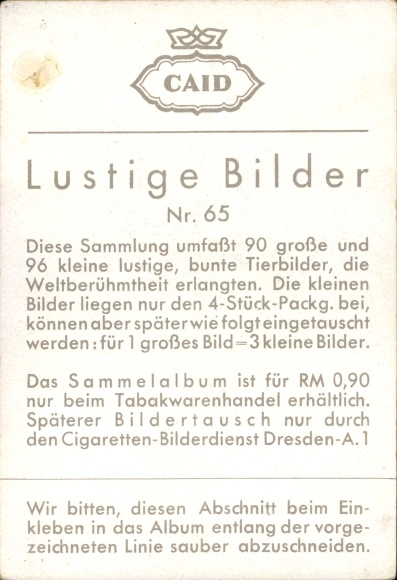 CAID
Lustige Bilder
Nr. 65
Diese Sammlung umfaßt 90 große und
96 kleine lustige, bunte Tierbilder, die
Weltberühmtheit erlangten. Die kleinen
Bilder liegen nur den 4-Stück-Packg. bei,
können aber später wie folgt eingetauscht
werden: für 1 großes Bild = 3 kleine Bilder.
Das Sammelalbum ist für RM 0,90
nur beim Tabakwarenhandel erhältlich.
Späterer Bildertausch nur durch
den Cigaretten-Bilderdienst Dresden-A. 1
Wir bitten, diesen Abschnitt beim Ein-
kleben in das Album entlang der vorge-
zeichneten Linie sauber abzuschneiden.